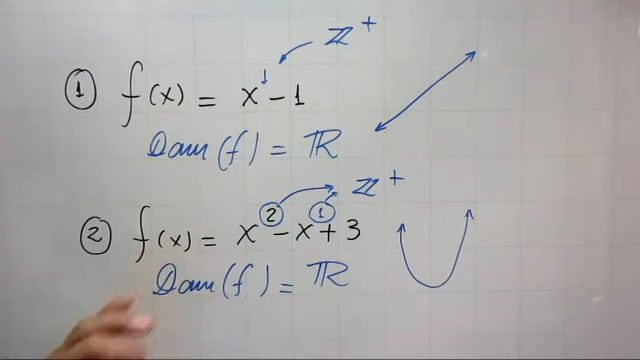 ℤ⁺
① f(x) = x¹ - 1
Dom(f) = ℝ
ℤ⁺
② f(x) = x² - x¹ + 3
Dom(f) = ℝ